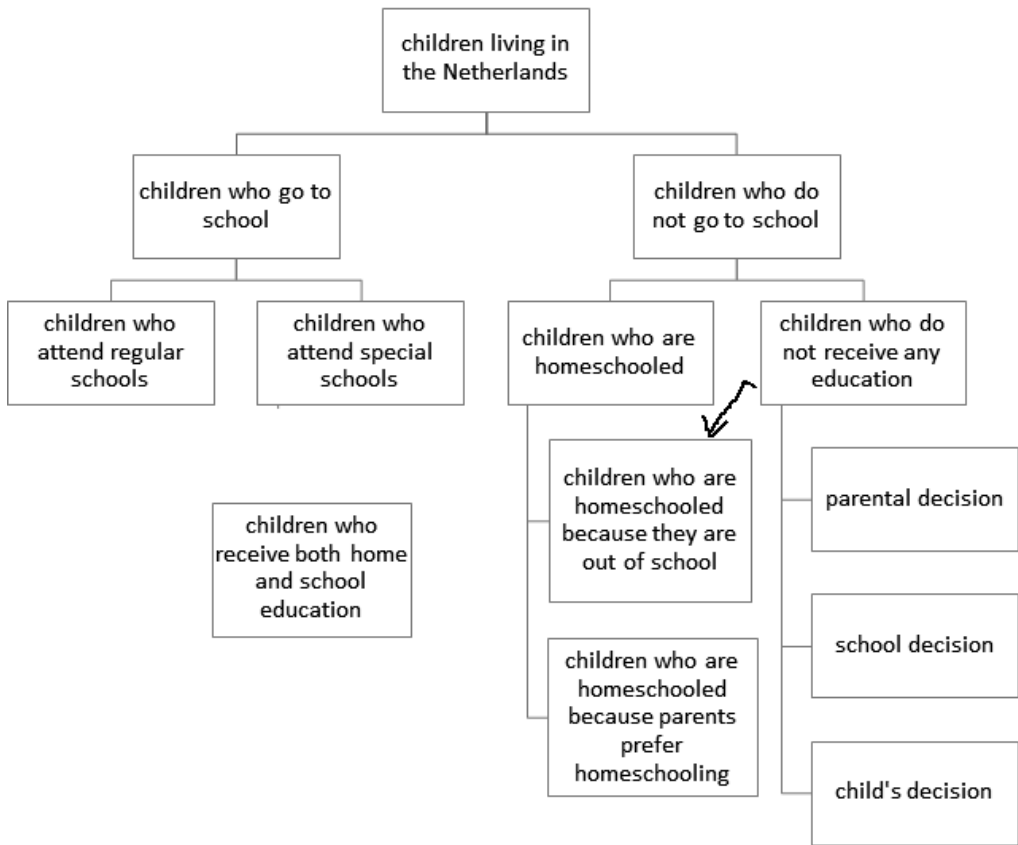 children living in
the Netherlands
children who go to
school
children who do
not go to school
children who
attend regular
schools
children who
attend special
schools
children who are
homeschooled
children who do
not receive any
education
children who are
homeschooled
because they are
out of school
parental decision
children who
receive both home
and school
education
school decision
children who are
homeschooled
because parents
prefer
homeschooling
child's decision